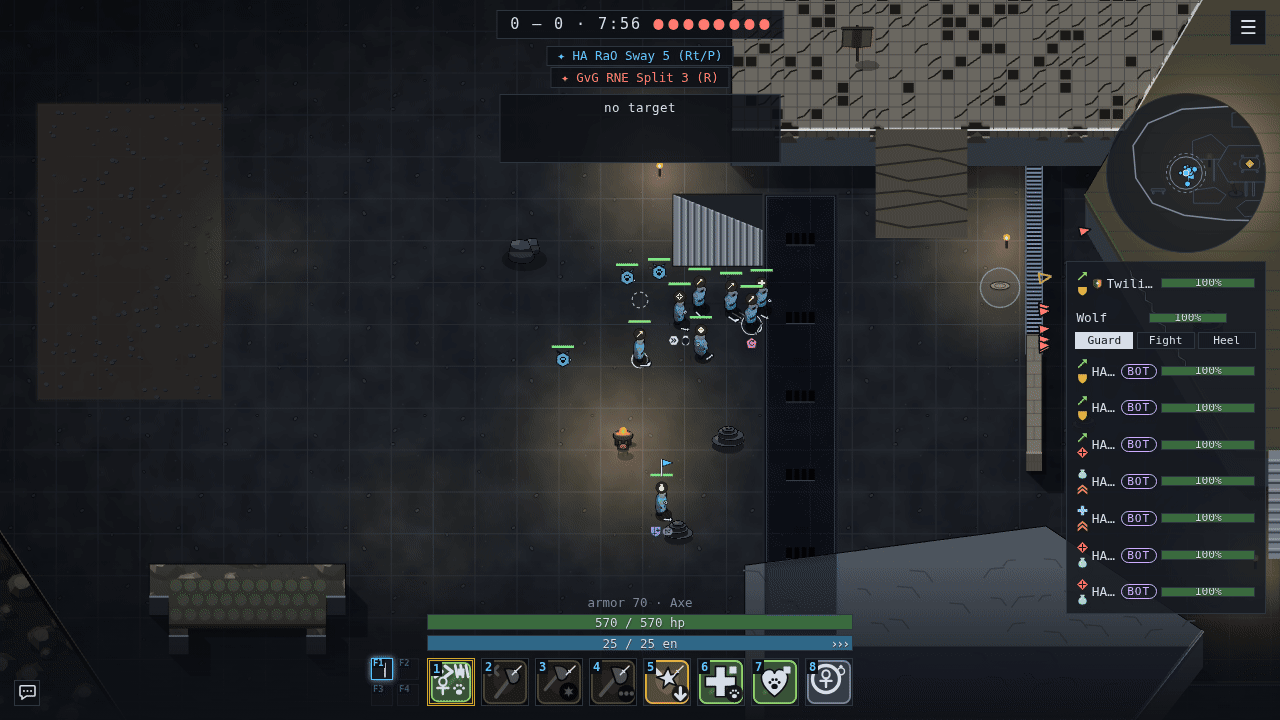 0 – 0 · 7:56
✦ HA RaO Sway 5 (Rt/P)
✦ GvG RNE Split 3 (R)
no target
Twili… 100%
Wolf 100%
Guard Fight Heel
HA… BOT 100%
HA… BOT 100%
HA… BOT 100%
HA… BOT 100%
HA… BOT 100%
HA… BOT 100%
HA… BOT 100%
armor 70 · Axe
570 / 570 hp
25 / 25 en ›››
F1 F2
F3 F4
1 2 3 4 5 6 7 8